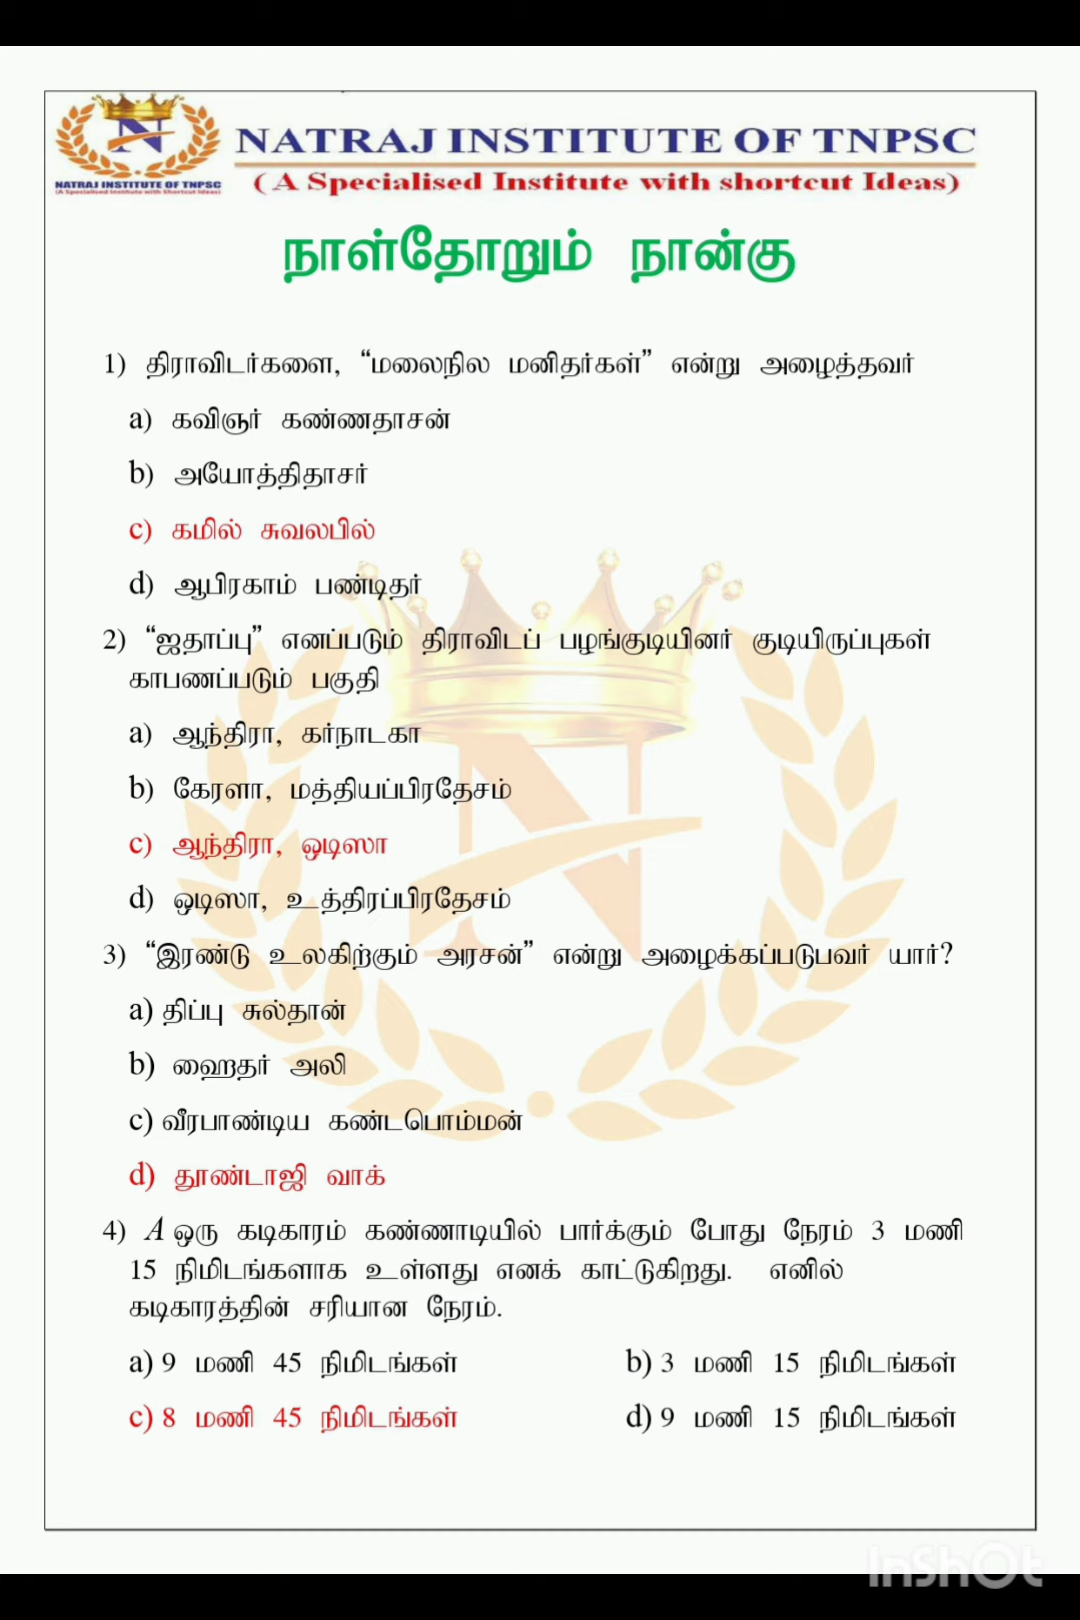 NATRAJ INSTITUTE OF TNPSC
(A Specialised Institute with shortcut Ideas)
NATRAJ INSTITUTE OF TNPSC
(A Specialised Institute with shortcut Ideas)
நாள்தோறும் நான்கு
1) திராவிடர்களை, “மலைநில மனிதர்கள்” என்று அழைத்தவர்
a) கவிஞர் கண்ணதாசன்
b) அயோத்திதாசர்
c) கமில் சுவலபில்
d) ஆபிரகாம் பண்டிதர்
2) “ஐதாப்பு” எனப்படும் திராவிடப் பழங்குடியினர் குடியிருப்புகள்
காபணப்படும் பகுதி
a) ஆந்திரா, கர்நாடகா
b) கேரளா, மத்தியப்பிரதேசம்
c) ஆந்திரா, ஒடிஸா
d) ஒடிஸா, உத்திரப்பிரதேசம்
3) “இரண்டு உலகிற்கும் அரசன்” என்று அழைக்கப்படுபவர் யார்?
a) திப்பு சுல்தான்
b) ஹைதர் அலி
c) வீரபாண்டிய கண்டபொம்மன்
d) தூண்டாஜி வாக்
4) A ஒரு கடிகாரம் கண்ணாடியில் பார்க்கும் போது நேரம் 3 மணி
15 நிமிடங்களாக உள்ளது எனக் காட்டுகிறது. எனில்
கடிகாரத்தின் சரியான நேரம்.
a) 9 மணி 45 நிமிடங்கள் b) 3 மணி 15 நிமிடங்கள்
c) 8 மணி 45 நிமிடங்கள் d) 9 மணி 15 நிமிடங்கள்
InShOt